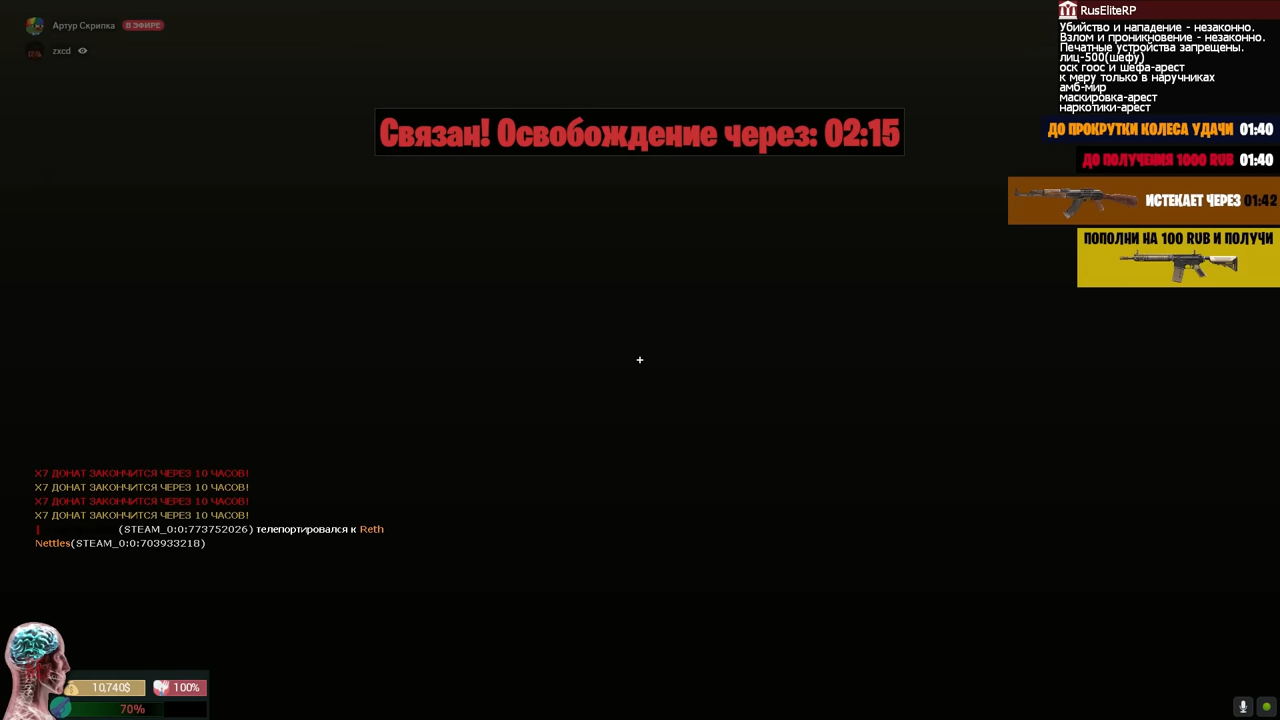 Артур Скрипка В ЭФИРЕ
zxcd
RusEliteRP
Убийство и нападение - незаконно.
Взлом и проникновение - незаконно.
Печатные устройства запрещены.
лиц-500(шефу)
оск гоос и шефа-арест
к меру только в наручниках
амб-мир
маскировка-арест
наркотики-арест
Связан! Освобождение через: 02:15
ДО ПРОКРУТКИ КОЛЕСА УДАЧИ 01:40
ДО ПОЛУЧЕНИЯ 1000 RUB 01:40
ИСТЕКАЕТ ЧЕРЕЗ 01:42
ПОПОЛНИ НА 100 RUB И ПОЛУЧИ
X7 ДОНАТ ЗАКОНЧИТСЯ ЧЕРЕЗ 10 ЧАСОВ!
X7 ДОНАТ ЗАКОНЧИТСЯ ЧЕРЕЗ 10 ЧАСОВ!
X7 ДОНАТ ЗАКОНЧИТСЯ ЧЕРЕЗ 10 ЧАСОВ!
X7 ДОНАТ ЗАКОНЧИТСЯ ЧЕРЕЗ 10 ЧАСОВ!
(STEAM_0:0:773752026) телепортировался к Reth
Nettles(STEAM_0:0:703933218)
10,740$ 100%
70%